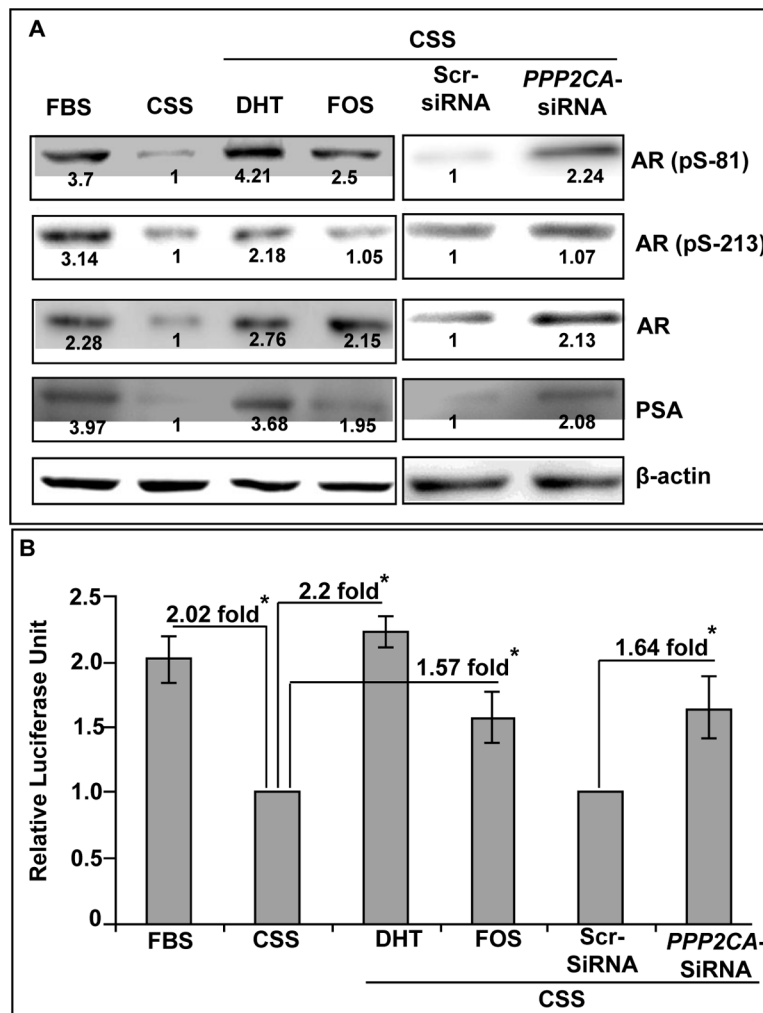 A
CSS
FBS CSS DHT FOS Scr-siRNA PPP2CA-siRNA
3.7 1 4.21 2.5 1 2.24 AR (pS-81)
3.14 1 2.18 1.05 1 1.07 AR (pS-213)
2.28 1 2.76 2.15 1 2.13 AR
3.97 1 3.68 1.95 1 2.08 PSA
β-actin
B
Relative Luciferase Unit
2.5
2.0
1.5
1.0
0.5
0
2.02 fold*
2.2 fold*
1.57 fold*
1.64 fold*
FBS CSS DHT FOS Scr-SiRNA PPP2CA-SiRNA
CSS